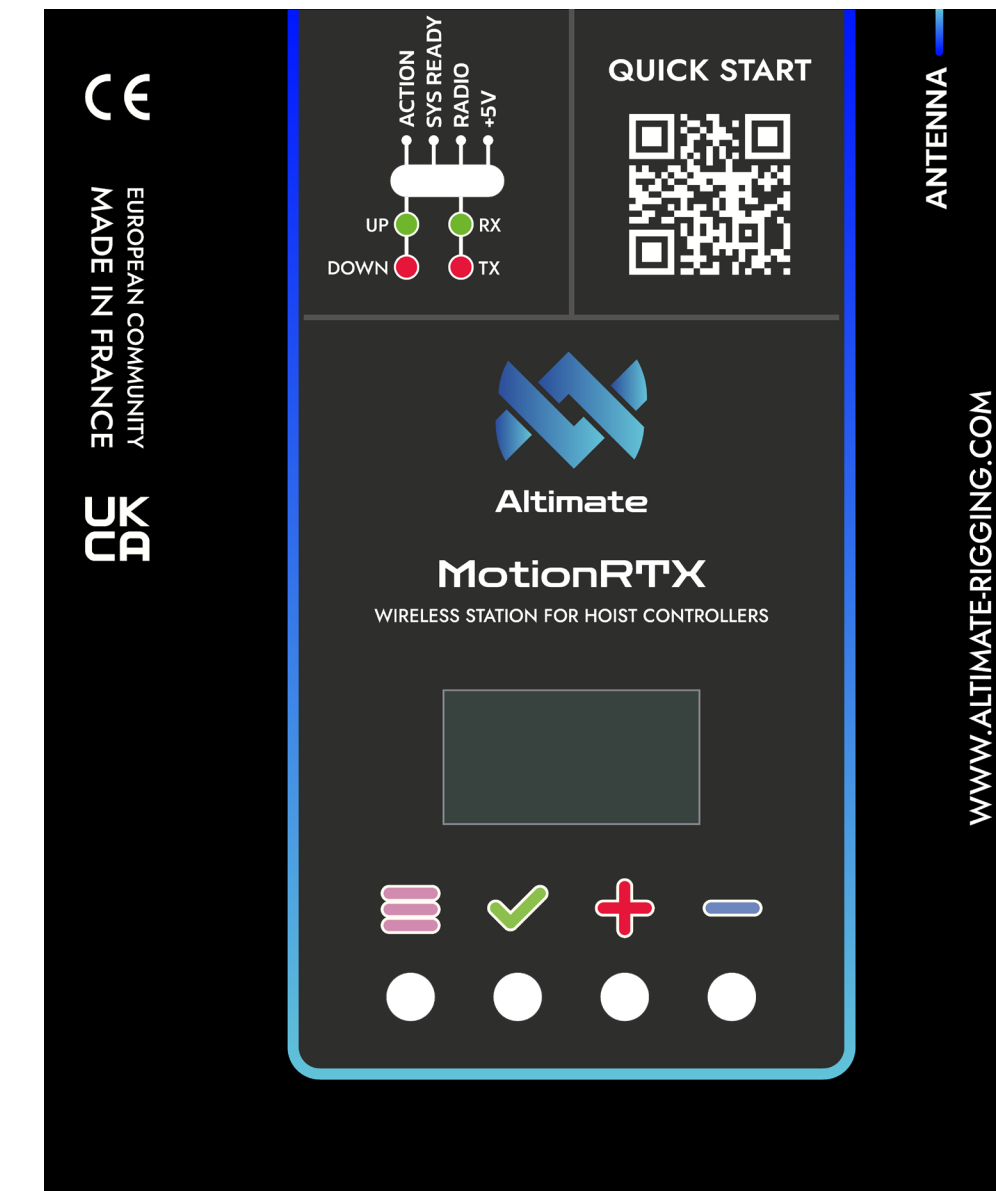 ACTION
SYS READY
RADIO
+5V
UP
RX
DOWN
TX
QUICK START
ANTENNA
CE
EUROPEAN COMMUNITY
MADE IN FRANCE
UK
CA
Altimate
MotionRTX
WIRELESS STATION FOR HOIST CONTROLLERS
WWW.ALTIMATE-RIGGING.COM